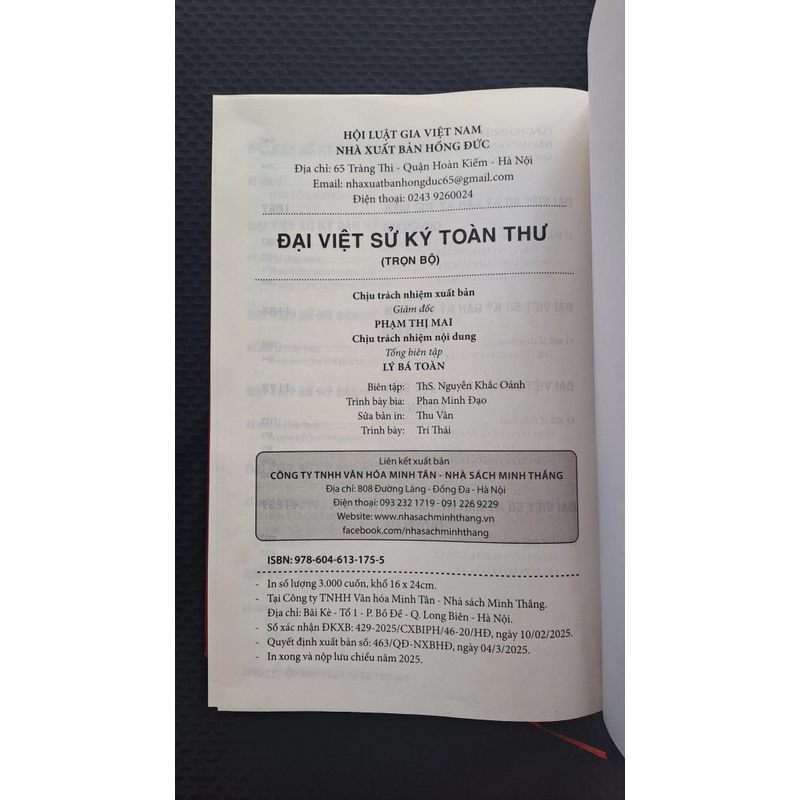 HỘI LUẬT GIA VIỆT NAM
NHÀ XUẤT BẢN HỒNG ĐỨC
Địa chỉ: 65 Tràng Thi - Quận Hoàn Kiếm - Hà Nội
Email: nhaxuatbanhongduc65@gmail.com
Điện thoại: 0243 9260024
ĐẠI VIỆT SỬ KÝ TOÀN THƯ
(TRỌN BỘ)
Chịu trách nhiệm xuất bản
Giám đốc
PHẠM THỊ MAI
Chịu trách nhiệm nội dung
Tổng biên tập
LÝ BÁ TOÀN
Biên tập: ThS. Nguyễn Khắc Oánh
Trình bày bìa: Phan Minh Đạo
Sửa bản in: Thu Vân
Trình bày: Trí Thái
Liên kết xuất bản
CÔNG TY TNHH VĂN HÓA MINH TÂN - NHÀ SÁCH MINH THẮNG
Địa chỉ: 808 Đường Láng - Đống Đa - Hà Nội
Điện thoại: 093 232 1719 - 091 226 9229
Website: www.nhasachminhthang.vn
facebook.com/nhasachminhthang
ISBN: 978-604-613-175-5
- In số lượng 3.000 cuốn, khổ 16 x 24cm.
- Tại Công ty TNHH Văn hóa Minh Tân - Nhà sách Minh Thắng.
Địa chỉ: Bãi Kè - Tổ 1 - P. Bồ Đề - Q. Long Biên - Hà Nội.
- Số xác nhận ĐKXB: 429-2025/CXBIPH/46-20/HĐ, ngày 10/02/2025.
- Quyết định xuất bản số: 463/QĐ-NXBHĐ, ngày 04/3/2025.
- In xong và nộp lưu chiểu năm 2025.